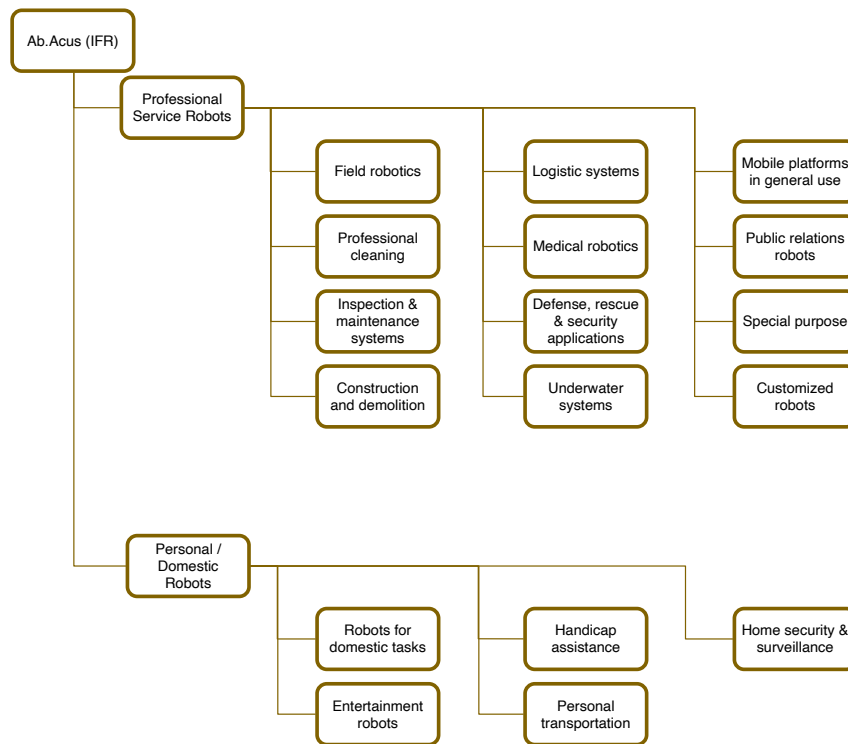 Ab.Acus (IFR)
Professional
Service Robots
Field robotics
Logistic systems
Mobile platforms
in general use
Professional
cleaning
Medical robotics
Public relations
robots
Inspection &
maintenance
systems
Defense, rescue
& security
applications
Special purpose
Construction
and demolition
Underwater
systems
Customized
robots
Personal /
Domestic
Robots
Robots for
domestic tasks
Handicap
assistance
Home security &
surveillance
Entertainment
robots
Personal
transportation